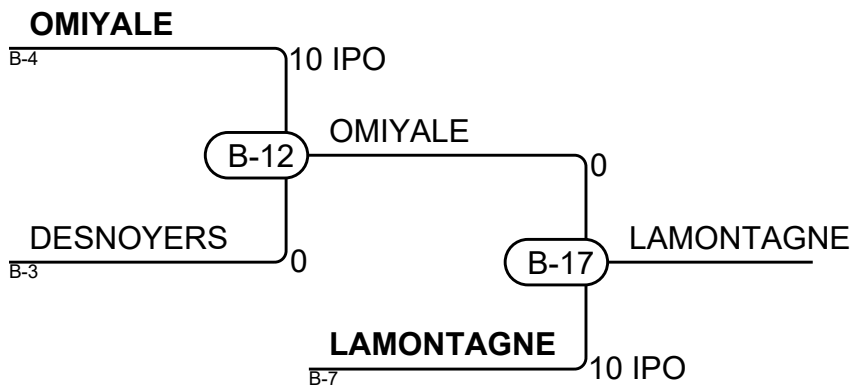 OMIYALE
B-4
10 IPO
B-12
OMIYALE
0
DESNOYERS
B-3
0
B-17
LAMONTAGNE
LAMONTAGNE
B-7
10 IPO